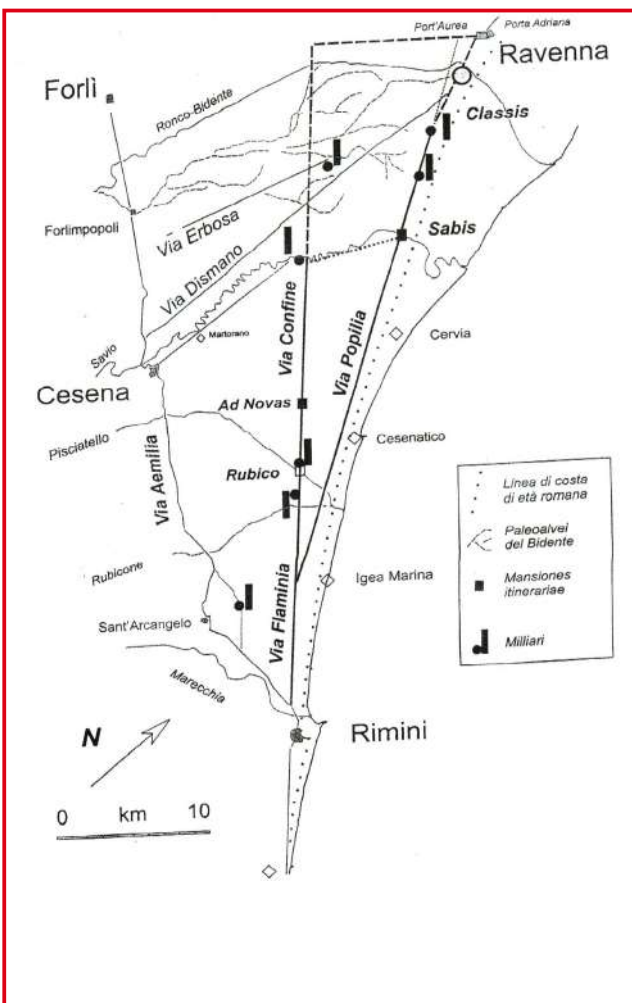 Port'Aurea
Porta Adriana
Ravenna
Forlì
Ronco-Bidente
Classis
Forlimpopoli
Via Erbosa
Sabis
Via Dismano
Via Confine
Martorano
Via Popilia
Cervia
Savio
Cesena
Ad Novas
Pisciatello
Cesenatico
Via Aemilia
Rubico
Linea di costa
di età romana
Paleoalvei
del Bidente
Mansiones
itinerariae
Milliari
Rubicone
Igea Marina
Sant'Arcangelo
Via Flaminia
Marecchia
Rimini
N
0 km 10